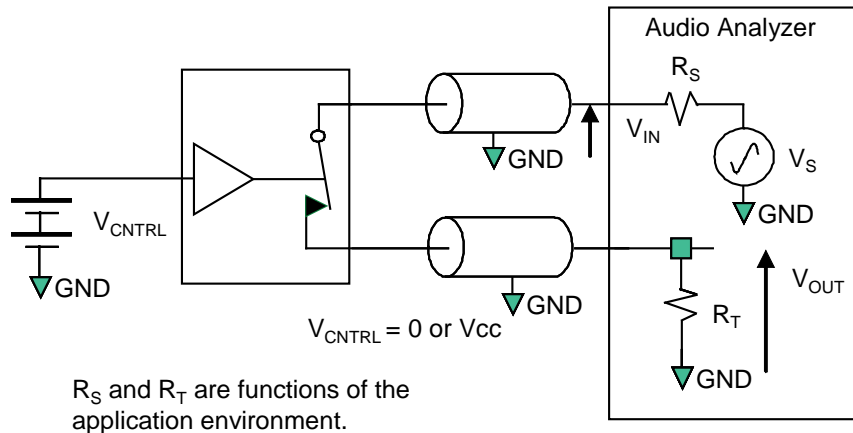 Audio Analyzer
R_S
V_IN
GND
V_S
V_CNTRL
GND
GND
GND
V_OUT
V_CNTRL = 0 or Vcc
R_T
GND
R_S and R_T are functions of the
application environment.